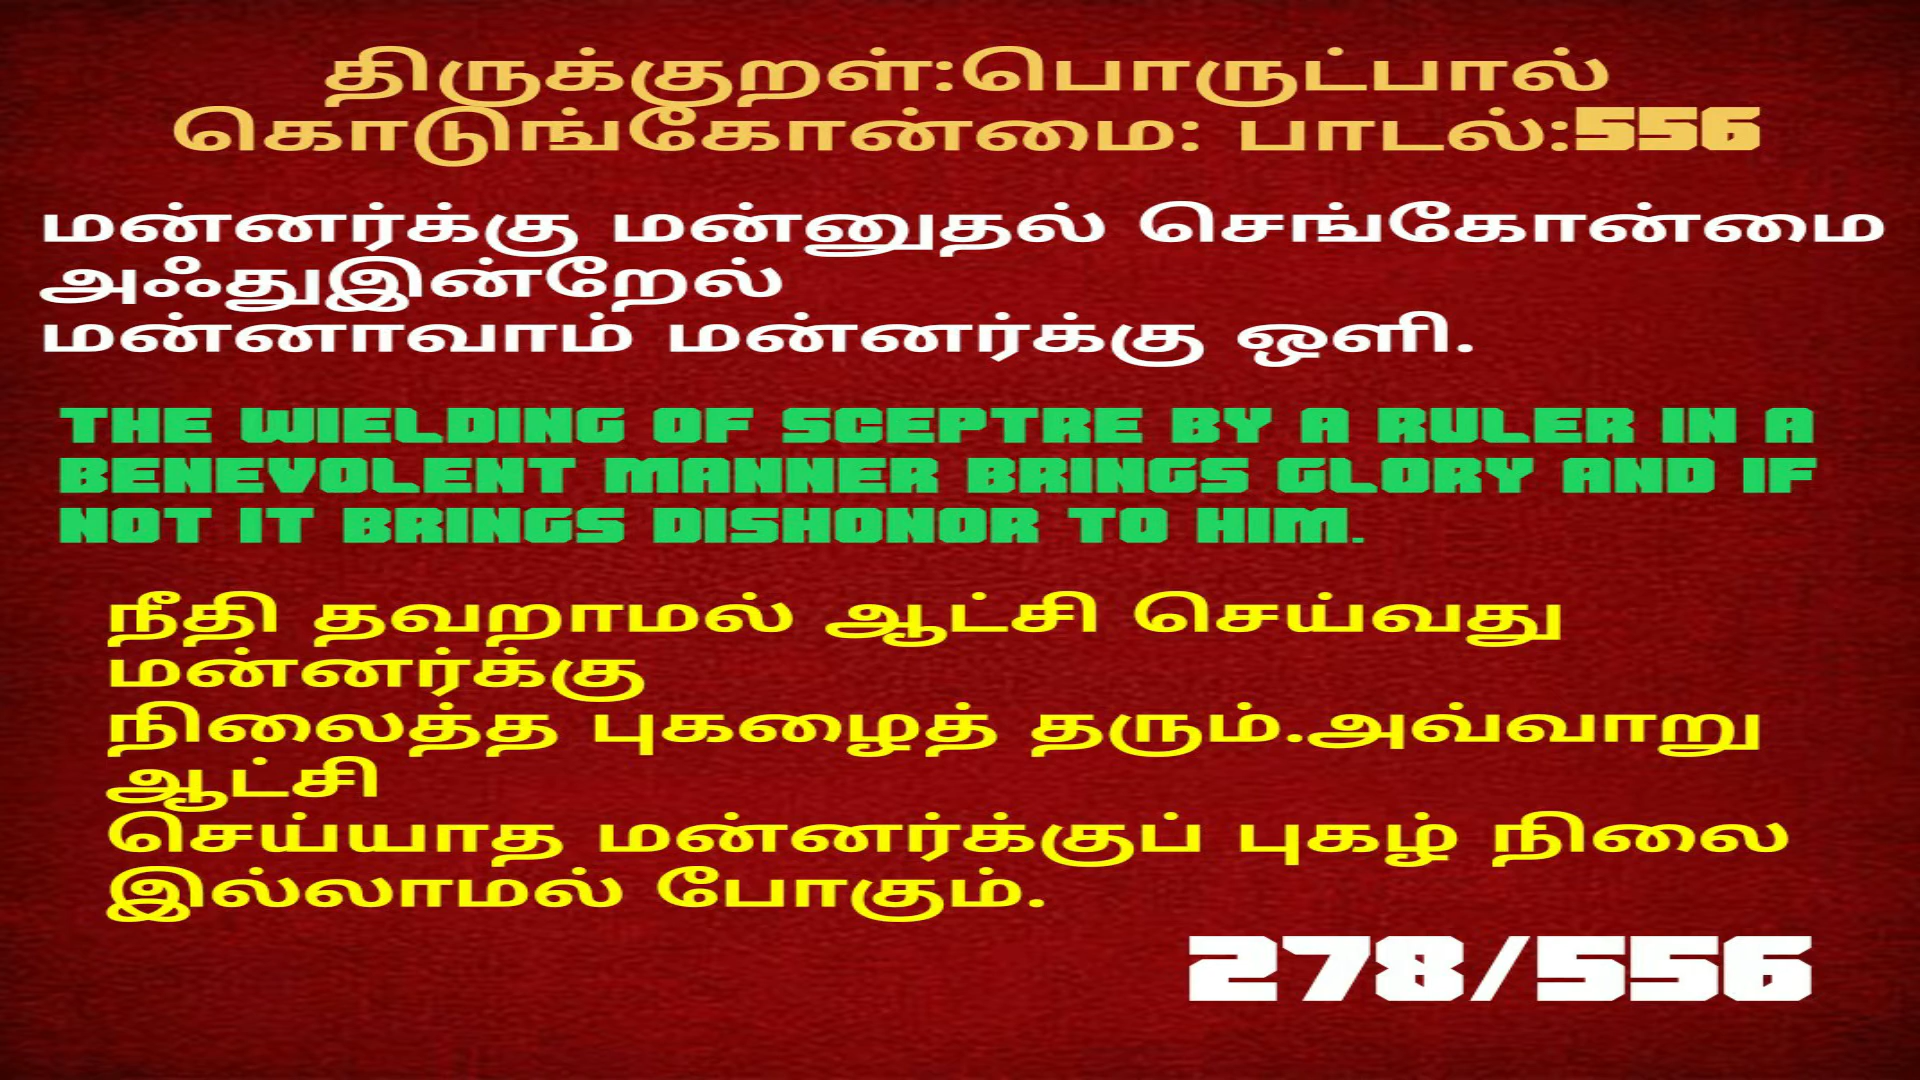 திருக்குறள்:பொருட்பால்
கொடுங்கோன்மை: பாடல்:556
மன்னர்க்கு மன்னுதல் செங்கோன்மை
அஃதுஇன்றேல்
மன்னாவாம் மன்னர்க்கு ஒளி.
THE WIELDING OF SCEPTRE BY A RULER IN A
BENEVOLENT MANNER BRINGS GLORY AND IF
NOT IT BRINGS DISHONOR TO HIM.
நீதி தவறாமல் ஆட்சி செய்வது
மன்னர்க்கு
நிலைத்த புகழைத் தரும்.அவ்வாறு
ஆட்சி
செய்யாத மன்னர்க்குப் புகழ் நிலை
இல்லாமல் போகும்.
278/556